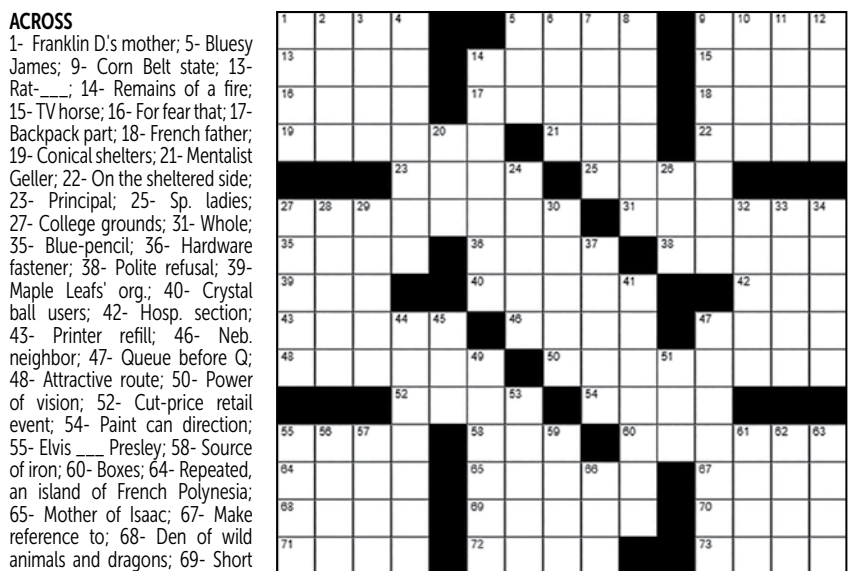 ACROSS
1- Franklin D.'s mother; 5- Bluesy
James; 9- Corn Belt state; 13-
Rat-___; 14- Remains of a fire;
15- TV horse; 16- For fear that; 17-
Backpack part; 18- French father;
19- Conical shelters; 21- Mentalist
Geller; 22- On the sheltered side;
23- Principal; 25- Sp. ladies;
27- College grounds; 31- Whole;
35- Blue-pencil; 36- Hardware
fastener; 38- Polite refusal; 39-
Maple Leafs' org.; 40- Crystal
ball users; 42- Hosp. section;
43- Printer refill; 46- Neb.
neighbor; 47- Queue before Q;
48- Attractive route; 50- Power
of vision; 52- Cut-price retail
event; 54- Paint can direction;
55- Elvis ___ Presley; 58- Source
of iron; 60- Boxes; 64- Repeated,
an island of French Polynesia;
65- Mother of Isaac; 67- Make
reference to; 68- Den of wild
animals and dragons; 69- Short
1 2 3 4 5 6 7 8 9 10 11 12
13 14 15
16 17 18
19 20 21 22
23 24 25 26
27 28 29 30 31 32 33 34
35 36 37 38
39 40 41 42
43 44 45 46 47
48 49 50 51
52 53 54
55 56 57 58 59 60 61 62 63
64 65 66 67
68 69 70
71 72 73